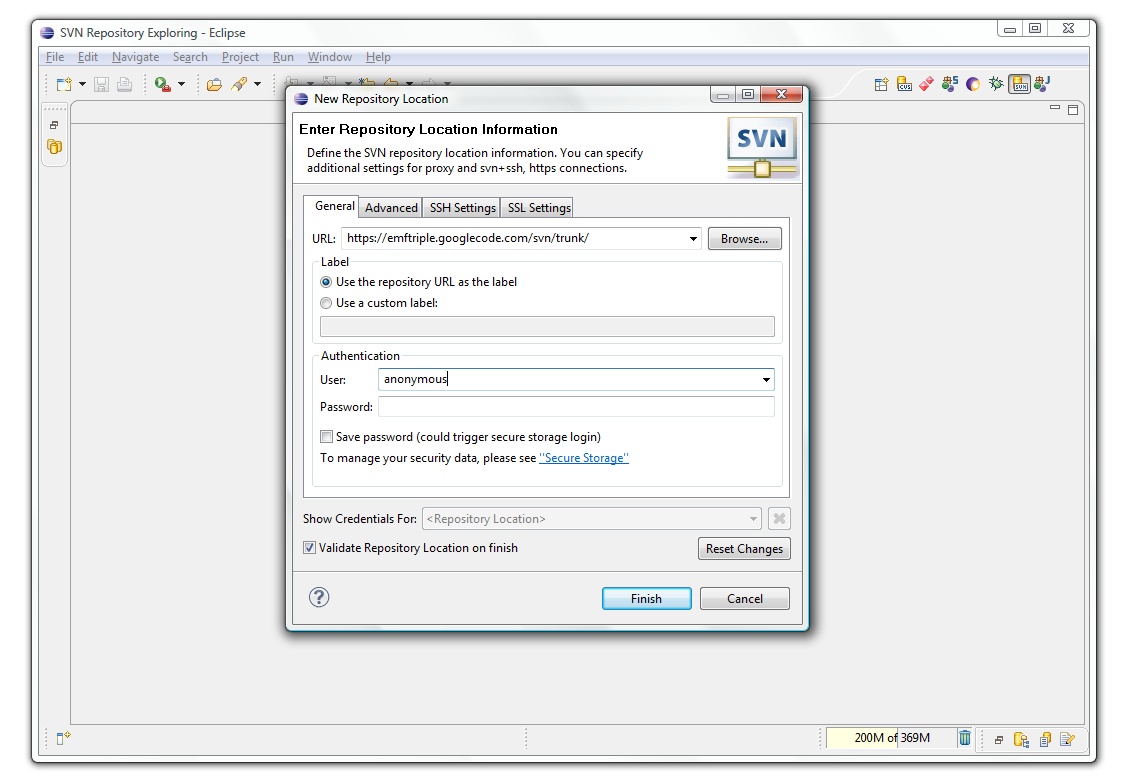 SVN Repository Exploring - Eclipse
File Edit Navigate Search Project Run Window Help
New Repository Location
Enter Repository Location Information
Define the SVN repository location information. You can specify
additional settings for proxy and svn+ssh, https connections.
SVN
General Advanced SSH Settings SSL Settings
URL: https://emftriple.googlecode.com/svn/trunk/ Browse...
Label
Use the repository URL as the label
Use a custom label:
Authentication
User: anonymous
Password:
Save password (could trigger secure storage login)
To manage your security data, please see "Secure Storage"
Show Credentials For: <Repository Location>
Validate Repository Location on finish Reset Changes
? Finish Cancel
200M of 369M